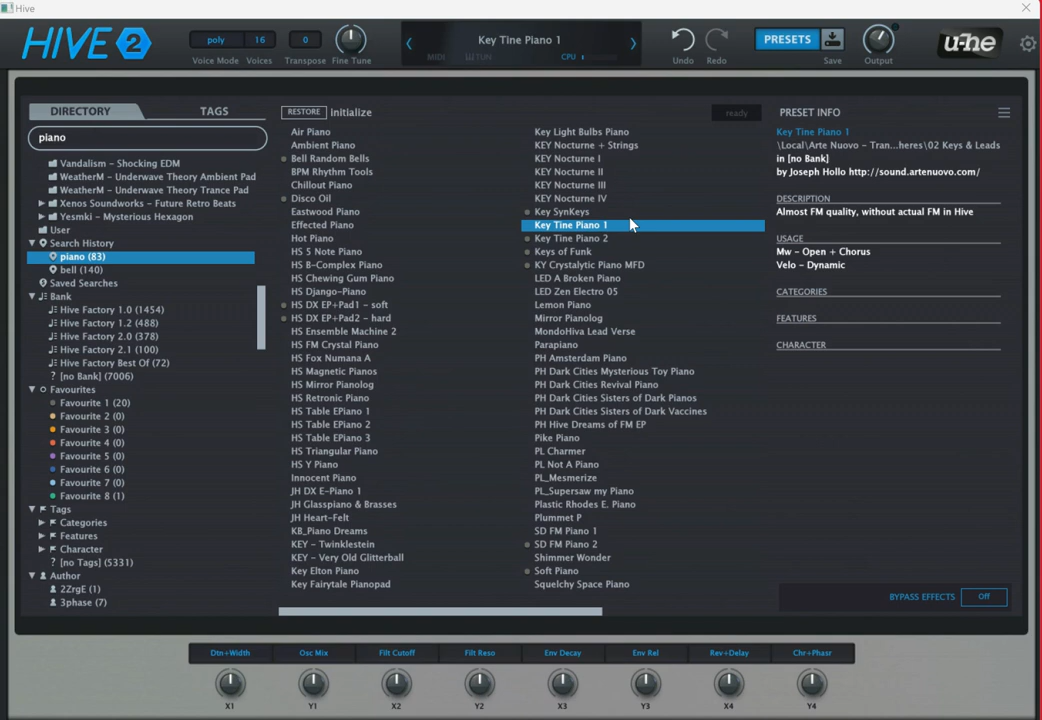 Hive
HIVE 2
poly 16
0
Voice Mode Voices
Transpose Fine Tune
Key Tine Piano 1
MIDI TUN CPU
Undo Redo
PRESETS
Save
Output
u-he
DIRECTORY TAGS
piano
Vandalism - Shocking EDM
WeatherM - Underwave Theory Ambient Pad
WeatherM - Underwave Theory Trance Pad
Xenos Soundworks - Future Retro Beats
Yesmki - Mysterious Hexagon
User
Search History
piano (83)
bell (140)
Saved Searches
Bank
Hive Factory 1.0 (1454)
Hive Factory 1.2 (488)
Hive Factory 2.0 (378)
Hive Factory 2.1 (100)
Hive Factory Best Of (72)
? [no Bank] (7006)
Favourites
Favourite 1 (20)
Favourite 2 (0)
Favourite 3 (0)
Favourite 4 (0)
Favourite 5 (0)
Favourite 6 (0)
Favourite 7 (0)
Favourite 8 (1)
Tags
Categories
Features
Character
? [no Tags] (5331)
Author
2ZrgE (1)
3phase (7)
RESTORE initialize
ready
Air Piano
Ambient Piano
Bell Random Bells
BPM Rhythm Tools
Chillout Piano
Disco Oil
Eastwood Piano
Effected Piano
Hot Piano
HS 5 Note Piano
HS B-Complex Piano
HS Chewing Gum Piano
HS Django-Piano
HS DX EP+Pad1 - soft
HS DX EP+Pad2 - hard
HS Ensemble Machine 2
HS FM Crystal Piano
HS Fox Numana A
HS Magnetic Pianos
HS Mirror Pianolog
HS Retronic Piano
HS Table EPiano 1
HS Table EPiano 2
HS Table EPiano 3
HS Triangular Piano
HS Y Piano
Innocent Piano
JH DX E-Piano 1
JH Glasspiano & Brasses
JH Heart-Felt
KB_Piano Dreams
KEY - Twinklestein
KEY - Very Old Glitterball
Key Elton Piano
Key Fairytale Pianopad
Key Light Bulbs Piano
KEY Nocturne + Strings
KEY Nocturne I
KEY Nocturne II
KEY Nocturne III
KEY Nocturne IV
Key SynKeys
Key Tine Piano 1
Key Tine Piano 2
Keys of Funk
KY Crystalytic Piano MFD
LED A Broken Piano
LED Zen Electro 05
Lemon Piano
Mirror Pianolog
MondoHiva Lead Verse
Parapiano
PH Amsterdam Piano
PH Dark Cities Mysterious Toy Piano
PH Dark Cities Revival Piano
PH Dark Cities Sisters of Dark Pianos
PH Dark Cities Sisters of Dark Vaccines
PH Hive Dreams of FM EP
Pike Piano
PL Charmer
PL Not A Piano
PL_Mesmerize
PL_Supersaw my Piano
Plastic Rhodes E. Piano
Plummet P
SD FM Piano 1
SD FM Piano 2
Shimmer Wonder
Soft Piano
Squelchy Space Piano
PRESET INFO
Key Tine Piano 1
\Local\Arte Nuovo - Tran...heres\02 Keys & Leads
in [no Bank]
by Joseph Hollo http://sound.artenuovo.com/
DESCRIPTION
Almost FM quality, without actual FM in Hive
USAGE
Mw - Open + Chorus
Velo - Dynamic
CATEGORIES
FEATURES
CHARACTER
BYPASS EFFECTS Off
Dtn+Width Osc Mix Filt Cutoff Filt Reso Env Decay Env Rel Rev+Delay Chr+Phasr
X1 Y1 X2 Y2 X3 Y3 X4 Y4